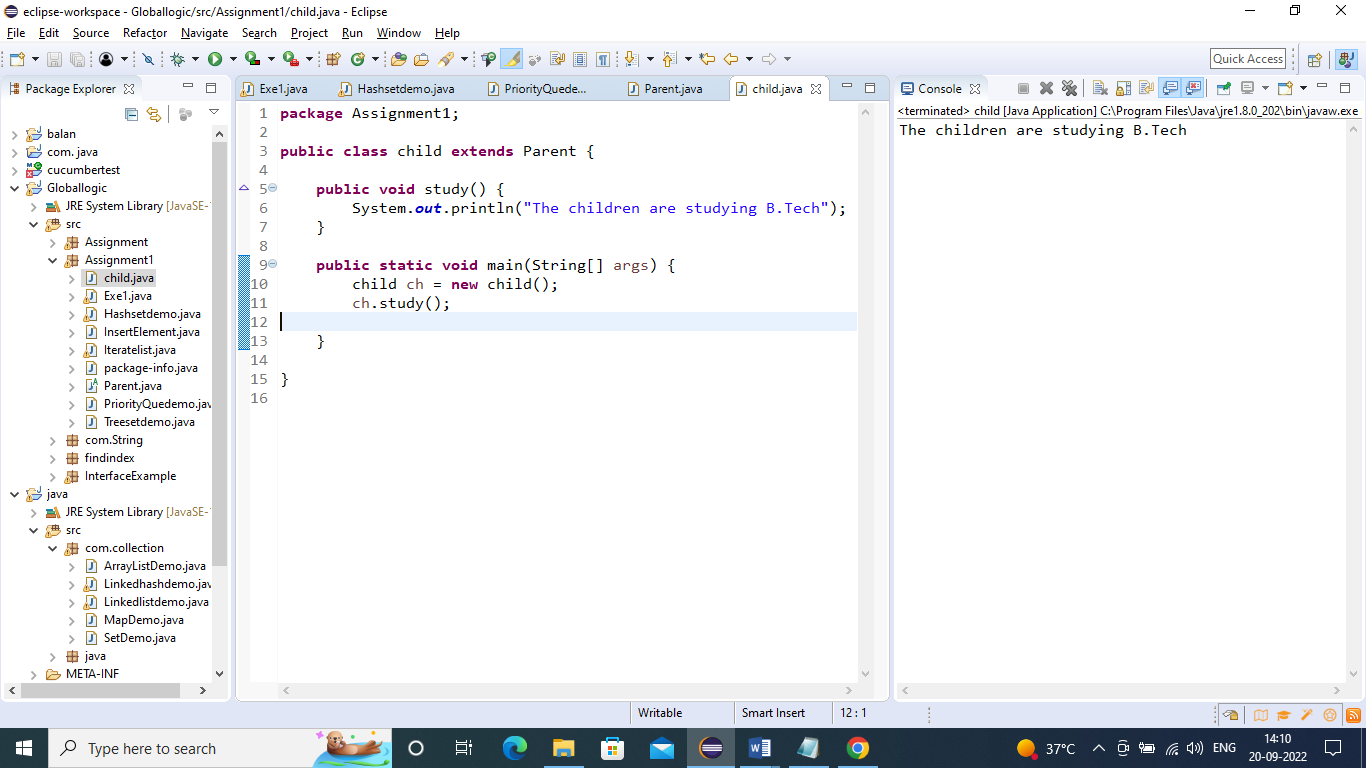 eclipse-workspace - Globallogic/src/Assignment1/child.java - Eclipse
File Edit Source Refactor Navigate Search Project Run Window Help
Quick Access
Package Explorer
balan
com. java
cucumbertest
Globallogic
JRE System Library [JavaSE-1
src
Assignment
Assignment1
child.java
Exe1.java
Hashsetdemo.java
InsertElement.java
Iteratelist.java
package-info.java
Parent.java
PriorityQuedemo.jav
Treesetdemo.java
com.String
findindex
InterfaceExample
java
JRE System Library [JavaSE-1
src
com.collection
ArrayListDemo.java
Linkedhashdemo.jav
Linkedlistdemo.java
MapDemo.java
SetDemo.java
java
META-INF
Exe1.java Hashsetdemo.java PriorityQuede... Parent.java child.java
1 package Assignment1;
2
3 public class child extends Parent {
4
5 public void study() {
6 System.out.println("The children are studying B.Tech");
7 }
8
9 public static void main(String[] args) {
10 child ch = new child();
11 ch.study();
12
13 }
14
15 }
16
Console
<terminated> child [Java Application] C:\Program Files\Java\jre1.8.0_202\bin\javaw.exe
The children are studying B.Tech
Writable Smart Insert 12 : 1
Type here to search
37°C ENG 14:10
20-09-2022